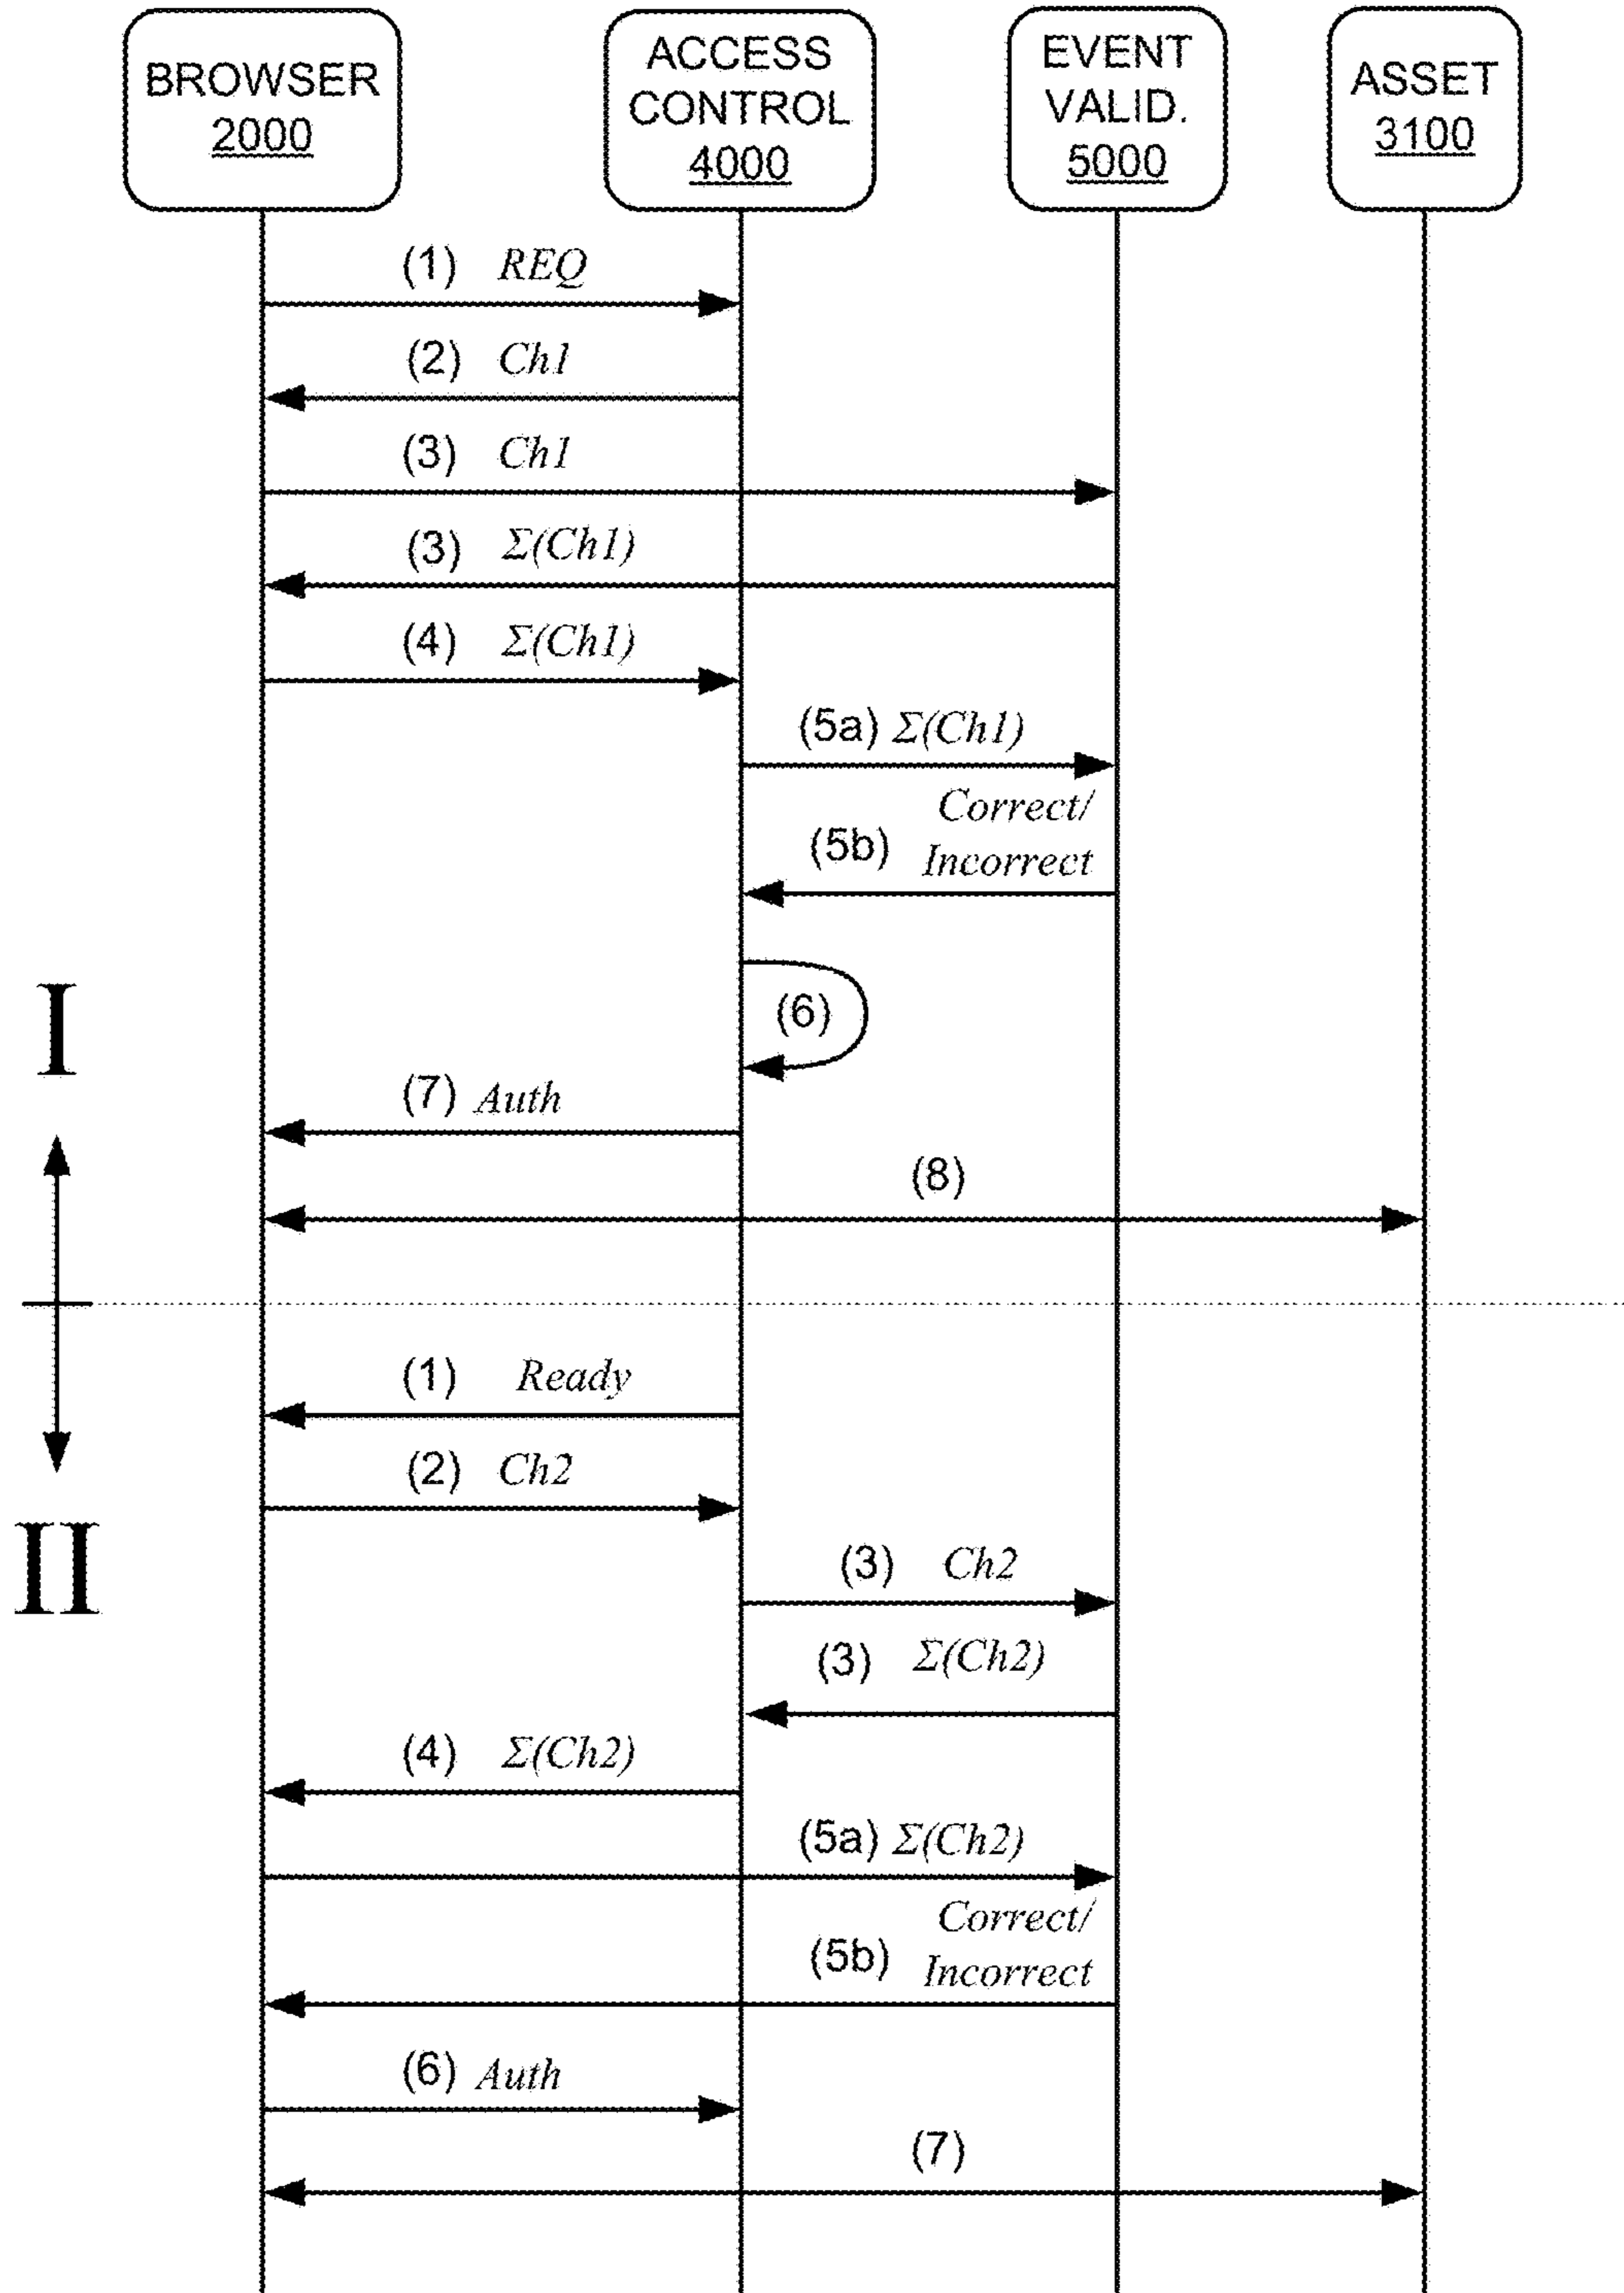 BROWSER
2000
ACCESS
CONTROL
4000
EVENT
VALID.
5000
ASSET
3100
(1) REQ
(2) Ch1
(3) Ch1
(3) Σ(Ch1)
(4) Σ(Ch1)
(5a) Σ(Ch1)
Correct/
(5b) Incorrect
(6)
I
(7) Auth
(8)
(1) Ready
(2) Ch2
II
(3) Ch2
(3) Σ(Ch2)
(4) Σ(Ch2)
(5a) Σ(Ch2)
Correct/
(5b) Incorrect
(6) Auth
(7)